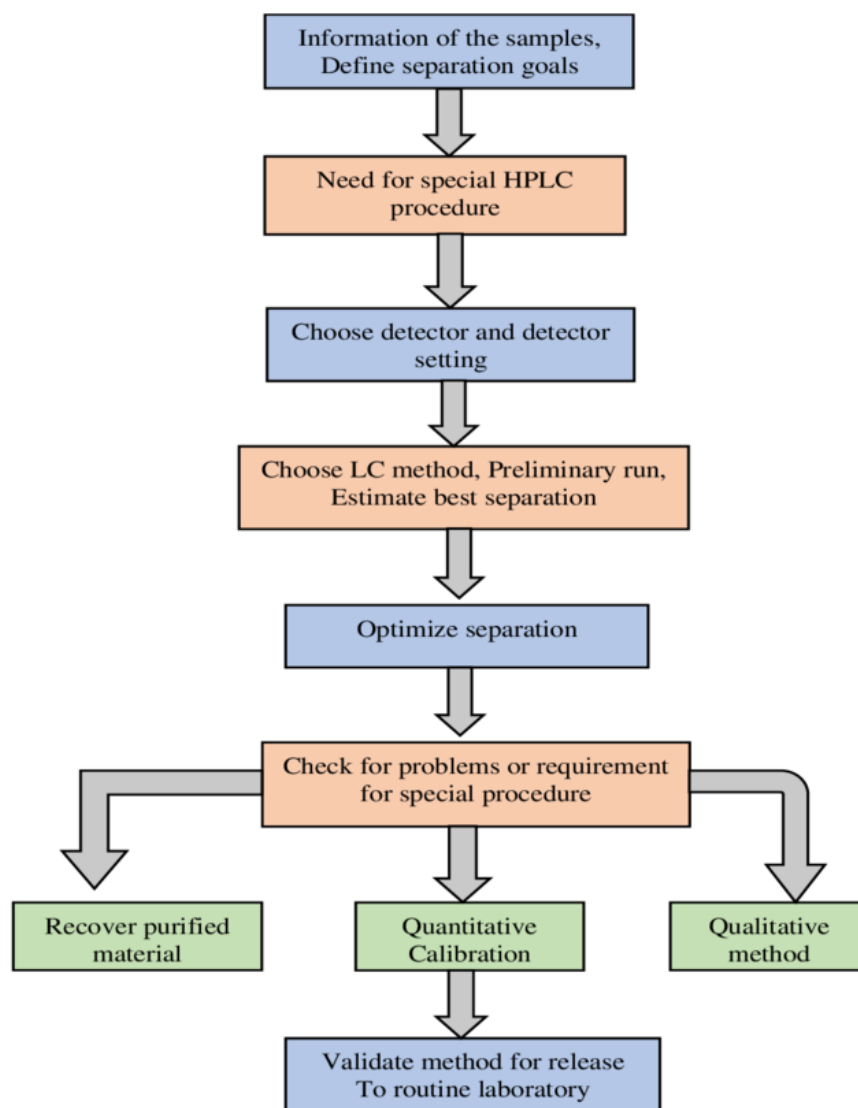 Information of the samples,
Define separation goals
Need for special HPLC
procedure
Choose detector and detector
setting
Choose LC method, Preliminary run,
Estimate best separation
Optimize separation
Check for problems or requirement
for special procedure
Recover purified
material
Quantitative
Calibration
Qualitative
method
Validate method for release
To routine laboratory